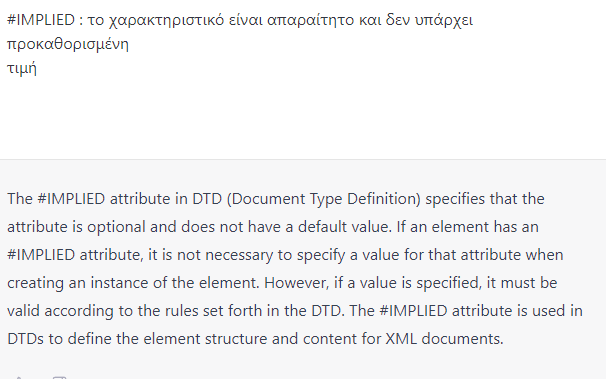 #IMPLIED : το χαρακτηριστικό είναι απαραίτητο και δεν υπάρχει
προκαθορισμένη
τιμή
The #IMPLIED attribute in DTD (Document Type Definition) specifies that the
attribute is optional and does not have a default value. If an element has an
#IMPLIED attribute, it is not necessary to specify a value for that attribute when
creating an instance of the element. However, if a value is specified, it must be
valid according to the rules set forth in the DTD. The #IMPLIED attribute is used in
DTDs to define the element structure and content for XML documents.